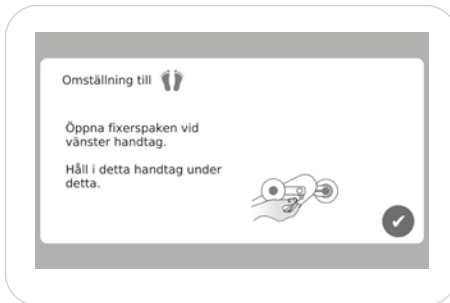 Omställning till
Öppna fixerspaken vid
vänster handtag.
Håll i detta handtag under
detta.